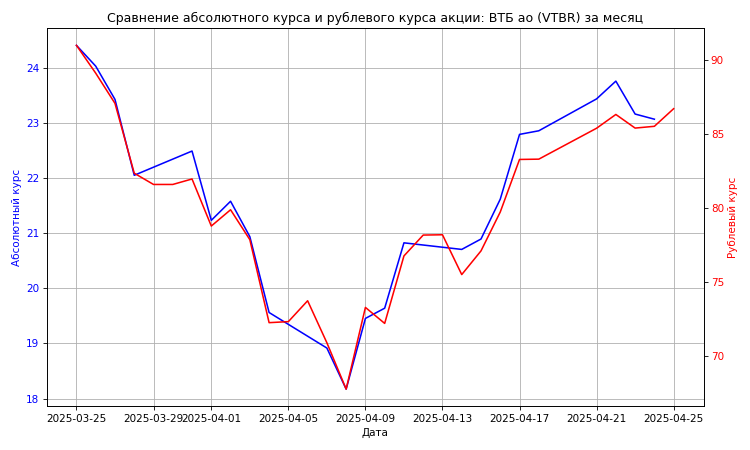 Сравнение абсолютного курса и рублевого курса акции: ВТБ ао (VTBR) за месяц
24
23
22
21
20
19
18
Абсолютный курс
90
85
80
75
70
Рублевый курс
2025-03-25 2025-03-29 2025-04-01 2025-04-05 2025-04-09 2025-04-13 2025-04-17 2025-04-21 2025-04-25
Дата